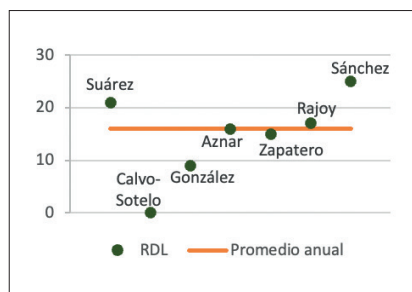 30
Sánchez
Suárez
20
Rajoy
Aznar
Zapatero
10
González
Calvo-
Sotelo
0
RDL
Promedio anual